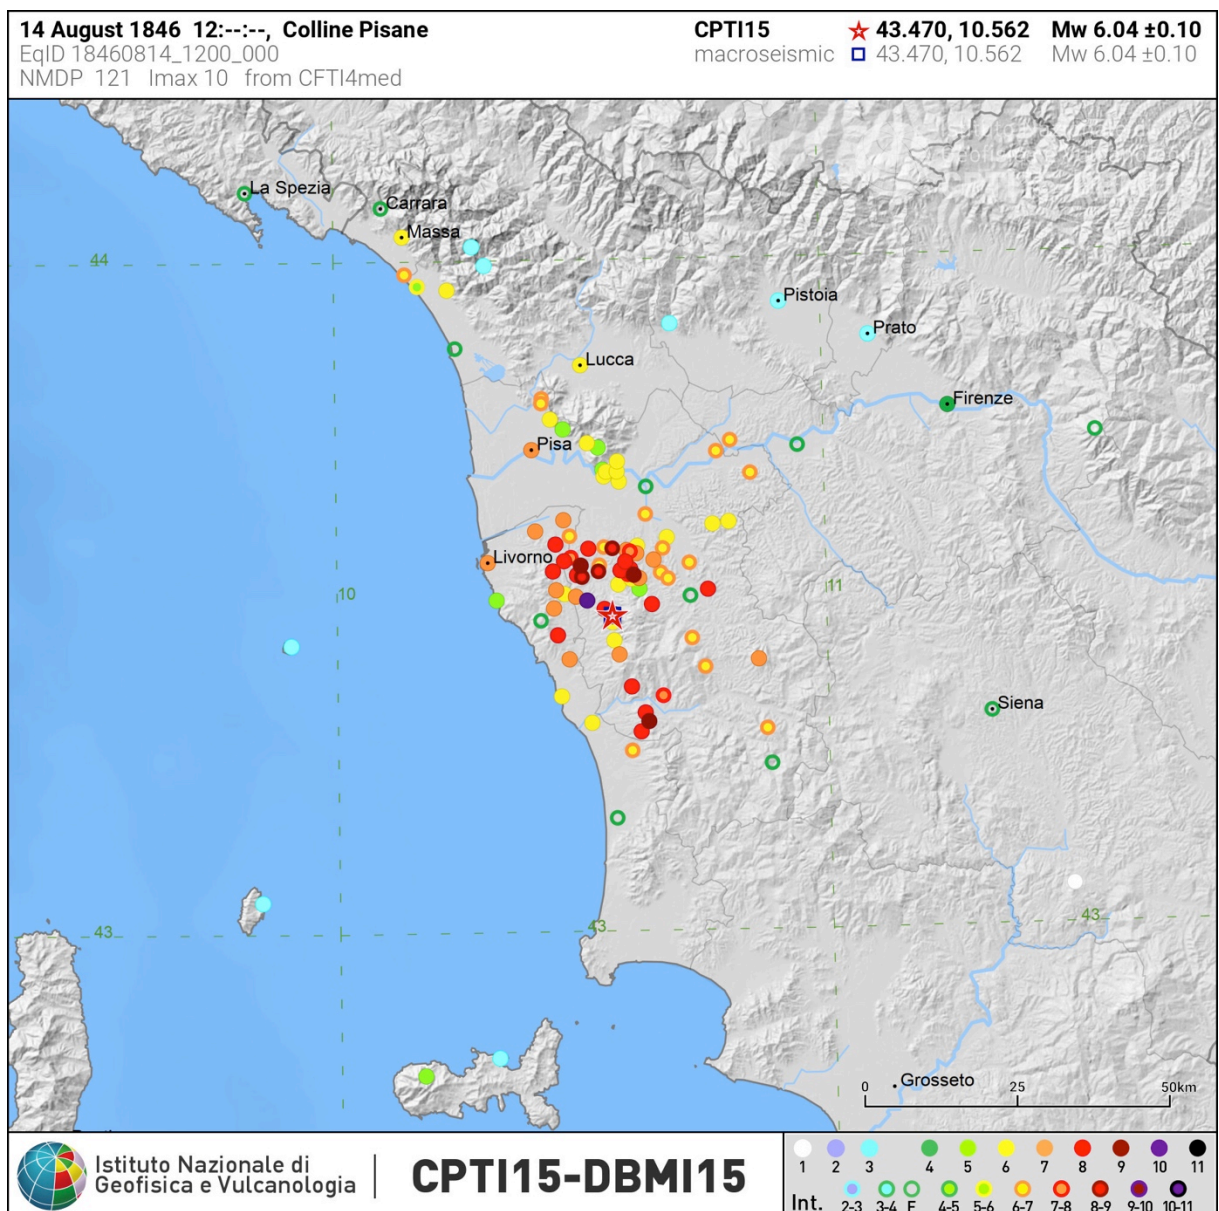 14 August 1846 12:--:--, Colline Pisane
EqID 18460814_1200_000
NMDP 121 Imax 10 from CFTI4med
CPTI15 43.470, 10.562 Mw 6.04 ±0.10
macroseismic 43.470, 10.562 Mw 6.04 ±0.10
La Spezia
Carrara
Massa
44
Pistoia
Prato
Lucca
Firenze
Pisa
Livorno
10
11
Siena
43
43
43
Grosseto
0 25 50km
Istituto Nazionale di
Geofisica e Vulcanologia
CPTI15-DBMI15
1 2 3 4 5 6 7 8 9 10 11
Int. 2-3 3-4 F 4-5 5-6 6-7 7-8 8-9 9-10 10-11